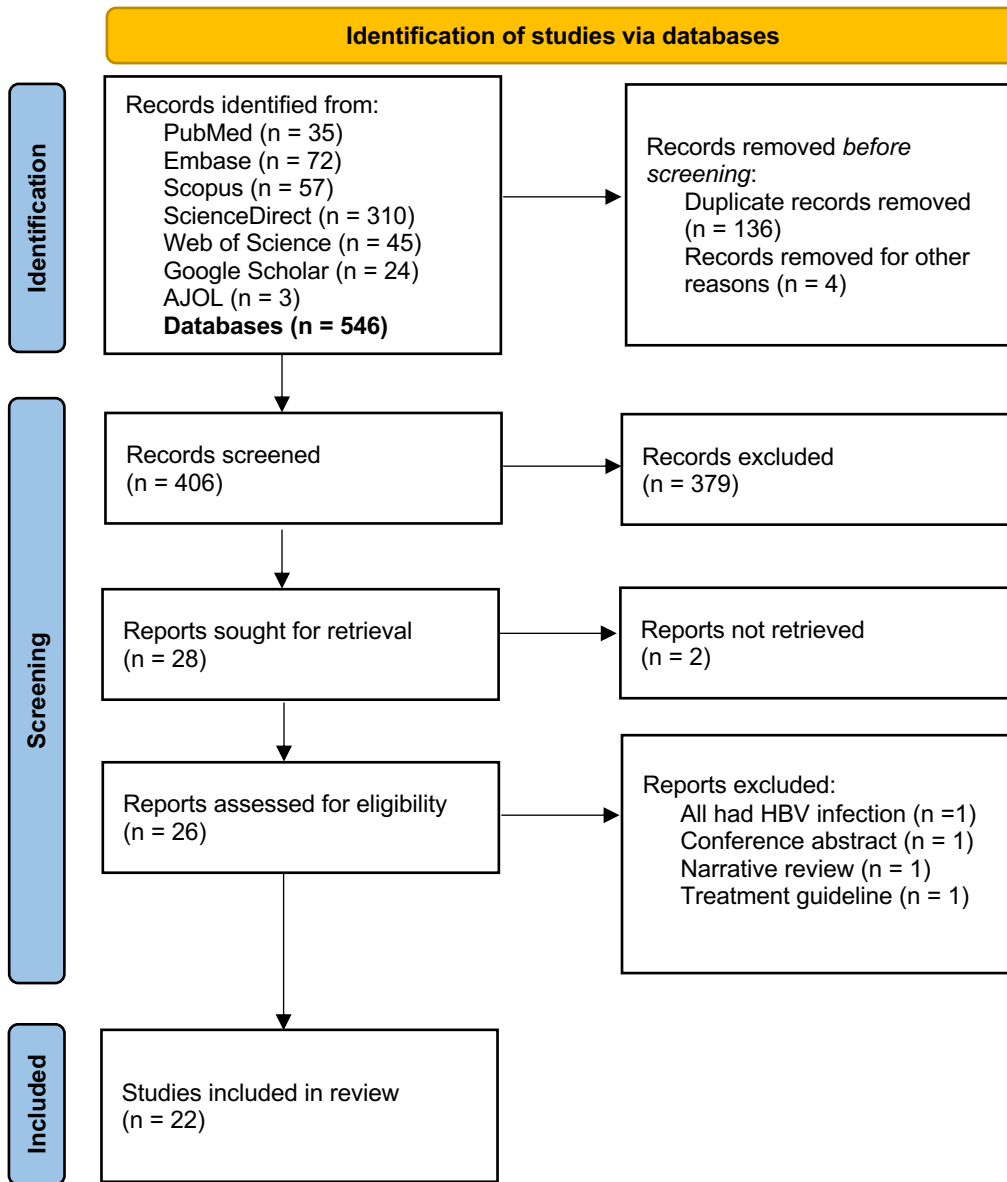 Identification of studies via databases
Identification
Records identified from:
PubMed (n = 35)
Embase (n = 72)
Scopus (n = 57)
ScienceDirect (n = 310)
Web of Science (n = 45)
Google Scholar (n = 24)
AJOL (n = 3)
Databases (n = 546)
Records removed before
screening:
Duplicate records removed
(n = 136)
Records removed for other
reasons (n = 4)
Screening
Records screened
(n = 406)
Records excluded
(n = 379)
Reports sought for retrieval
(n = 28)
Reports not retrieved
(n = 2)
Reports assessed for eligibility
(n = 26)
Reports excluded:
All had HBV infection (n =1)
Conference abstract (n = 1)
Narrative review (n = 1)
Treatment guideline (n = 1)
Included
Studies included in review
(n = 22)